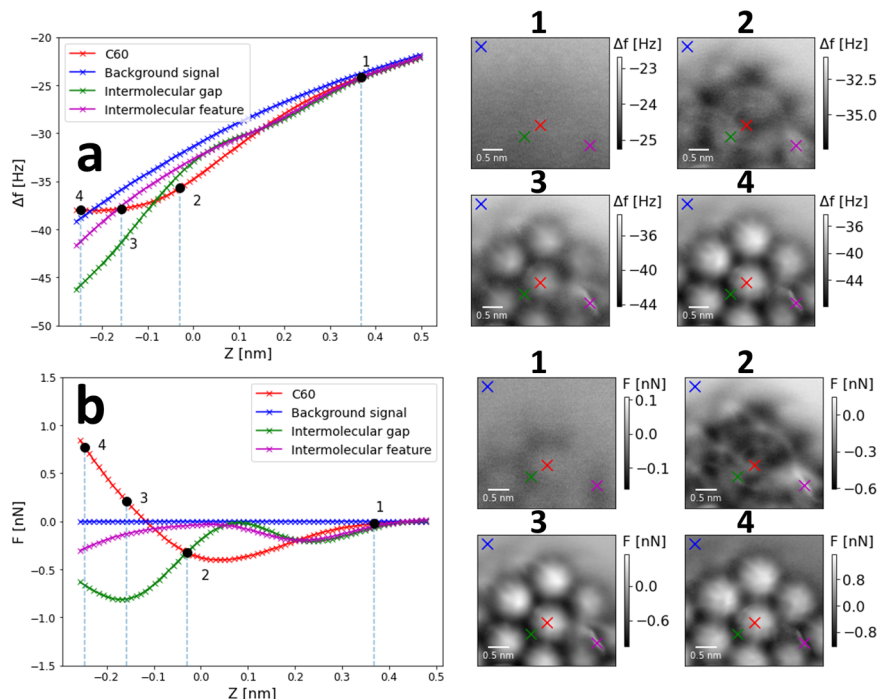 1
2
−20
−25
−30
−35
−40
−45
−50
Δf [Hz]
C60
Background signal
Intermolecular gap
Intermolecular feature
a
1
2
3
4
−0.2
−0.1
0.0
0.1
0.2
0.3
0.4
0.5
Z [nm]
Δf [Hz]
−23
−24
−25
0.5 nm
Δf [Hz]
−32.5
−35.0
0.5 nm
3
4
Δf [Hz]
−36
−40
−44
0.5 nm
Δf [Hz]
−36
−40
−44
−48
0.5 nm
1
2
1.5
1.0
0.5
0.0
−0.5
−1.0
−1.5
F [nN]
b
C60
Background signal
Intermolecular gap
Intermolecular feature
4
3
2
1
−0.2
−0.1
0.0
0.1
0.2
0.3
0.4
0.5
Z [nm]
F [nN]
0.1
0.0
−0.1
0.5 nm
F [nN]
0.0
−0.3
−0.6
0.5 nm
3
4
F [nN]
0.0
−0.6
0.5 nm
F [nN]
0.8
0.0
−0.8
0.5 nm